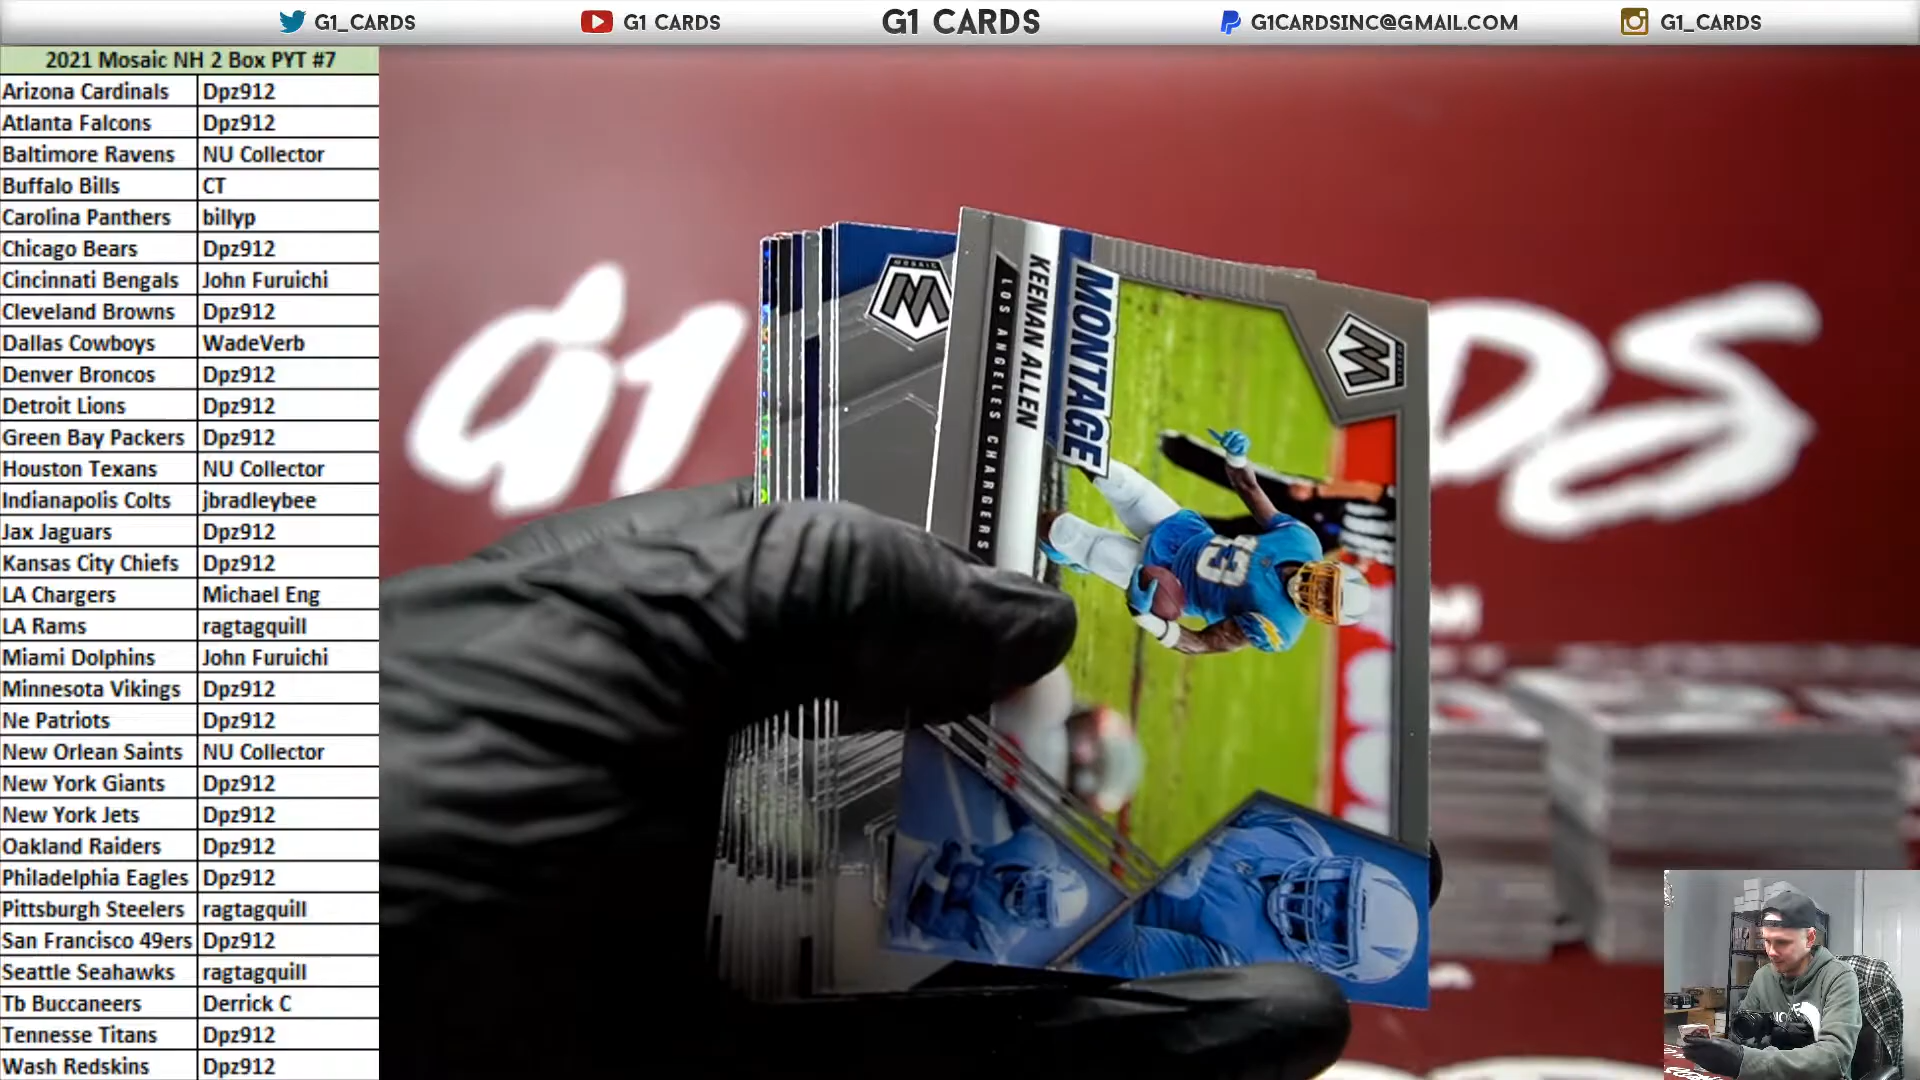 G1_CARDS
G1 CARDS
G1 CARDS
G1CARDSINC@GMAIL.COM
G1_CARDS
2021 Mosaic NH 2 Box PYT #7
Arizona Cardinals Dpz912
Atlanta Falcons Dpz912
Baltimore Ravens NU Collector
Buffalo Bills CT
Carolina Panthers billyp
Chicago Bears Dpz912
Cincinnati Bengals John Furuichi
Cleveland Browns Dpz912
Dallas Cowboys WadeVerb
Denver Broncos Dpz912
Detroit Lions Dpz912
Green Bay Packers Dpz912
Houston Texans NU Collector
Indianapolis Colts jbradleybee
Jax Jaguars Dpz912
Kansas City Chiefs Dpz912
LA Chargers Michael Eng
LA Rams ragtagquill
Miami Dolphins John Furuichi
Minnesota Vikings Dpz912
Ne Patriots Dpz912
New Orlean Saints NU Collector
New York Giants Dpz912
New York Jets Dpz912
Oakland Raiders Dpz912
Philadelphia Eagles Dpz912
Pittsburgh Steelers ragtagquill
San Francisco 49ers Dpz912
Seattle Seahawks ragtagquill
Tb Buccaneers Derrick C
Tennesse Titans Dpz912
Wash Redskins Dpz912
MOSAIC
M
MOSAIC
M
MONTAGE
KEENAN ALLEN
LOS ANGELES CHARGERS
13
G1